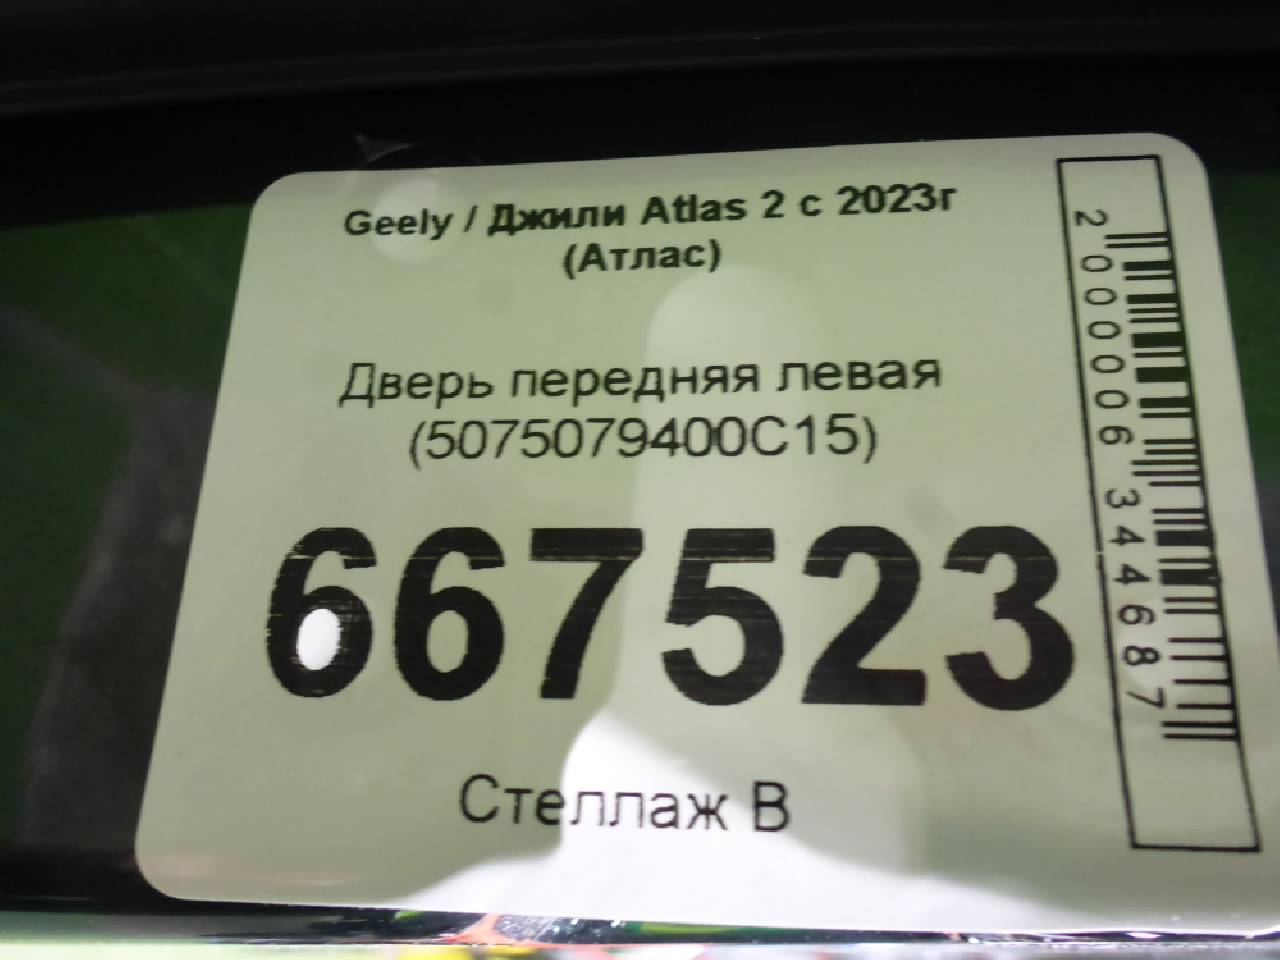 Geely / Джили Atlas 2 с 2023г
(Атлас)
Дверь передняя левая
(5075079400C15)
667523
Стеллаж В
2000006344687